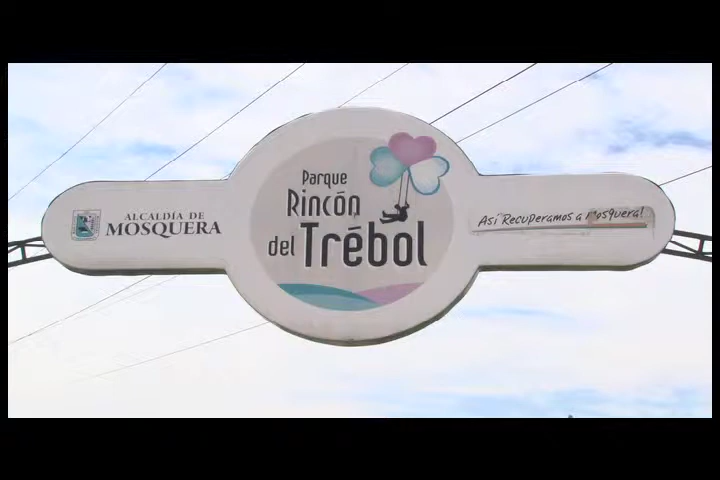 ALCALDÍA DE
MOSQUERA
Parque
Rincón
del Trébol
Así Recuperamos a Mosquera!